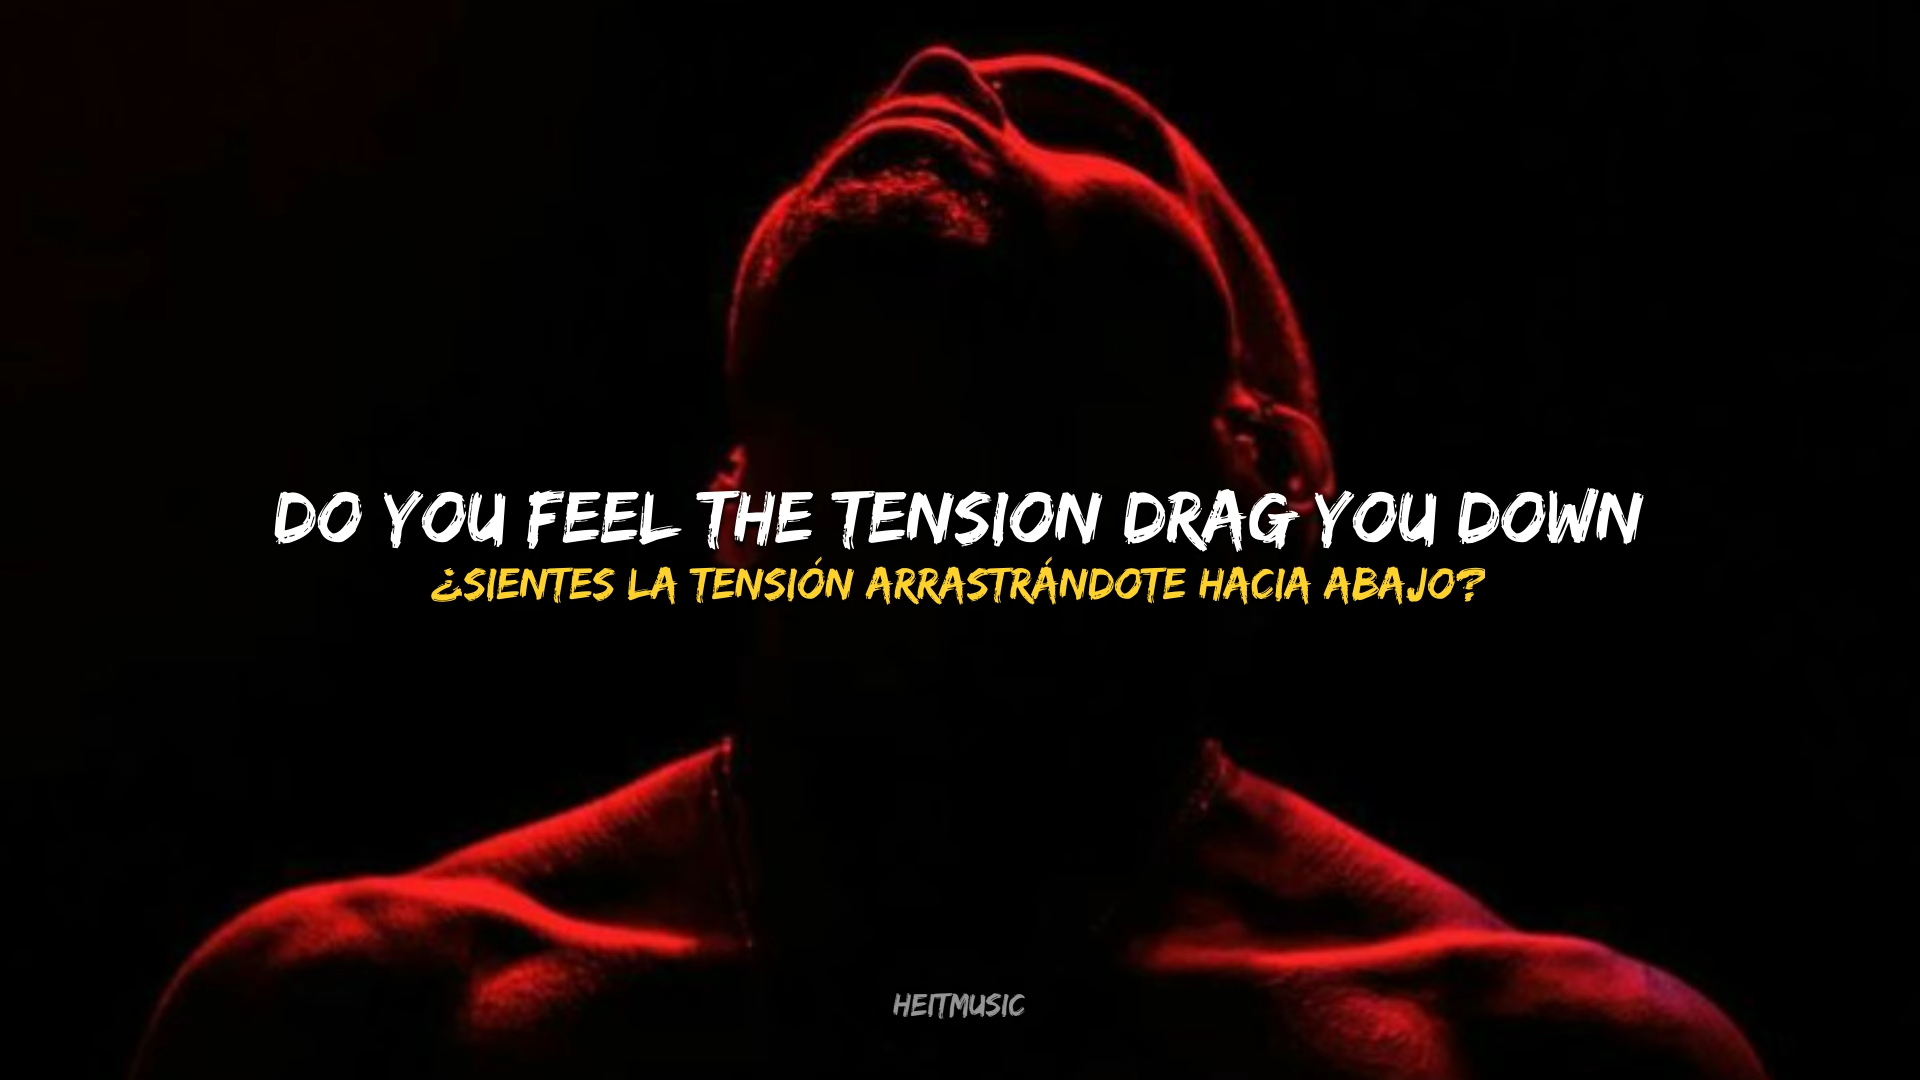 DO YOU FEEL THE TENSION DRAG YOU DOWN
¿SIENTES LA TENSIÓN ARRASTRÁNDOTE HACIA ABAJO?
HEITMUSIC